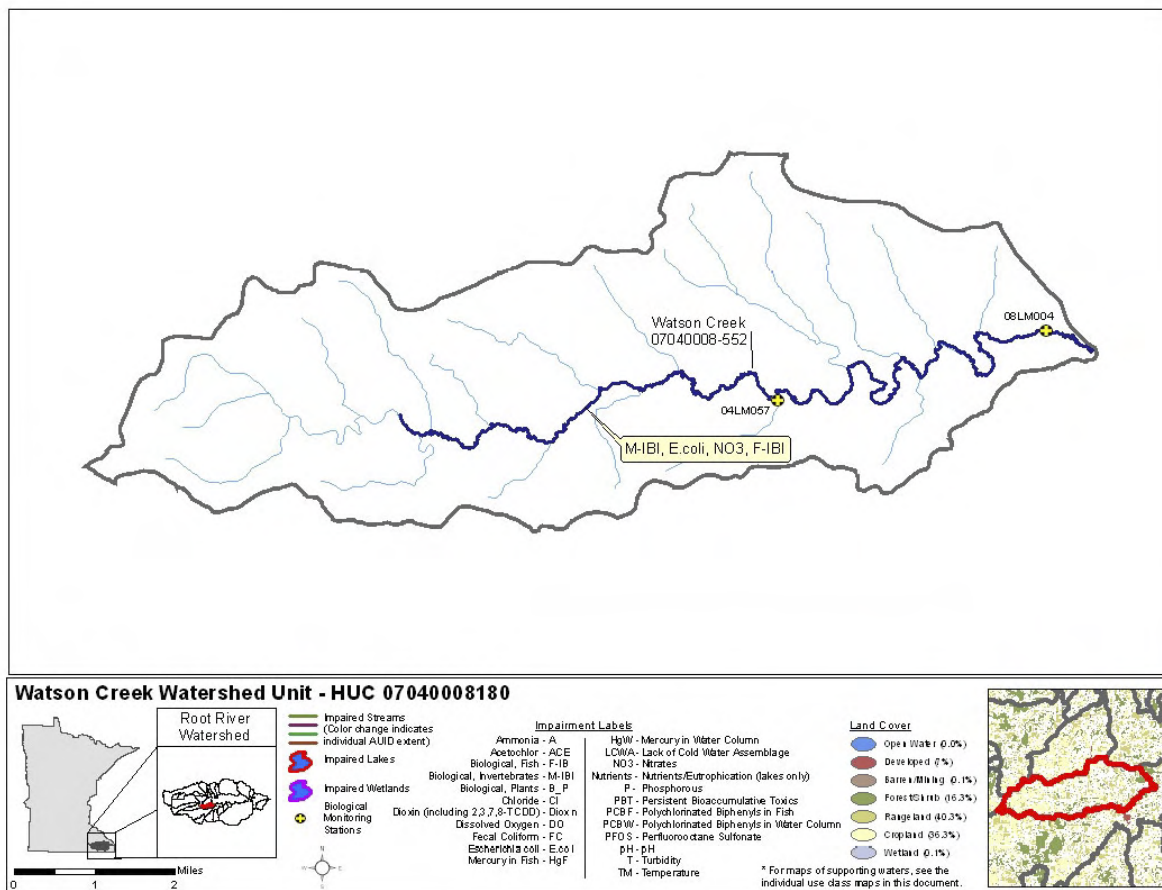 08LM004
Watson Creek
07040008-552
04LM057
M-IBI, E.coli, NO3, F-IBI
Watson Creek Watershed Unit - HUC 07040008180
Root River
Watershed
Impaired Streams
(Color change indicates
individual AUID extent)
Impaired Lakes
Impaired Wetlands
Biological
Monitoring
Stations
Impairment Labels
Ammonia - A
Acetochlor - ACE
Biological, Fish - F-IB
Biological, Invertebrates - M-IBI
Biological, Plants - B_P
Chloride - Cl
Dioxin (including 2,3,7,8-TCDD) - Dioxn
Dissolved Oxygen - DO
Fecal Coliform - FC
Escherichia coli - E.col
Mercury in Fish - HgF
HgW - Mercury in Water Column
LCWA - Lack of Cold Water Assemblage
NO3 - Nitrates
Nutrients - Nutrients/Eutrophication (lakes only)
P - Phosphorous
PBT - Persistent Bioaccumulative Toxics
PCBF - Polychlorinated Biphenyls in Fish
PCBW - Polychlorinated Biphenyls in Water Column
PFOS - Perfluorooctane Sulfonate
pH - pH
T - Turbidity
TM - Temperature
Land Cover
Open Water (0.0%)
Developed
Barren/Mining (0.1%)
Forest/Shrub (16.3%)
Rangeland (40.3%)
Cropland (36.3%)
Wetland (0.1%)
* For maps of supporting waters, see the
individual use class maps in this document.
N
W E
S
Miles
0 1 2